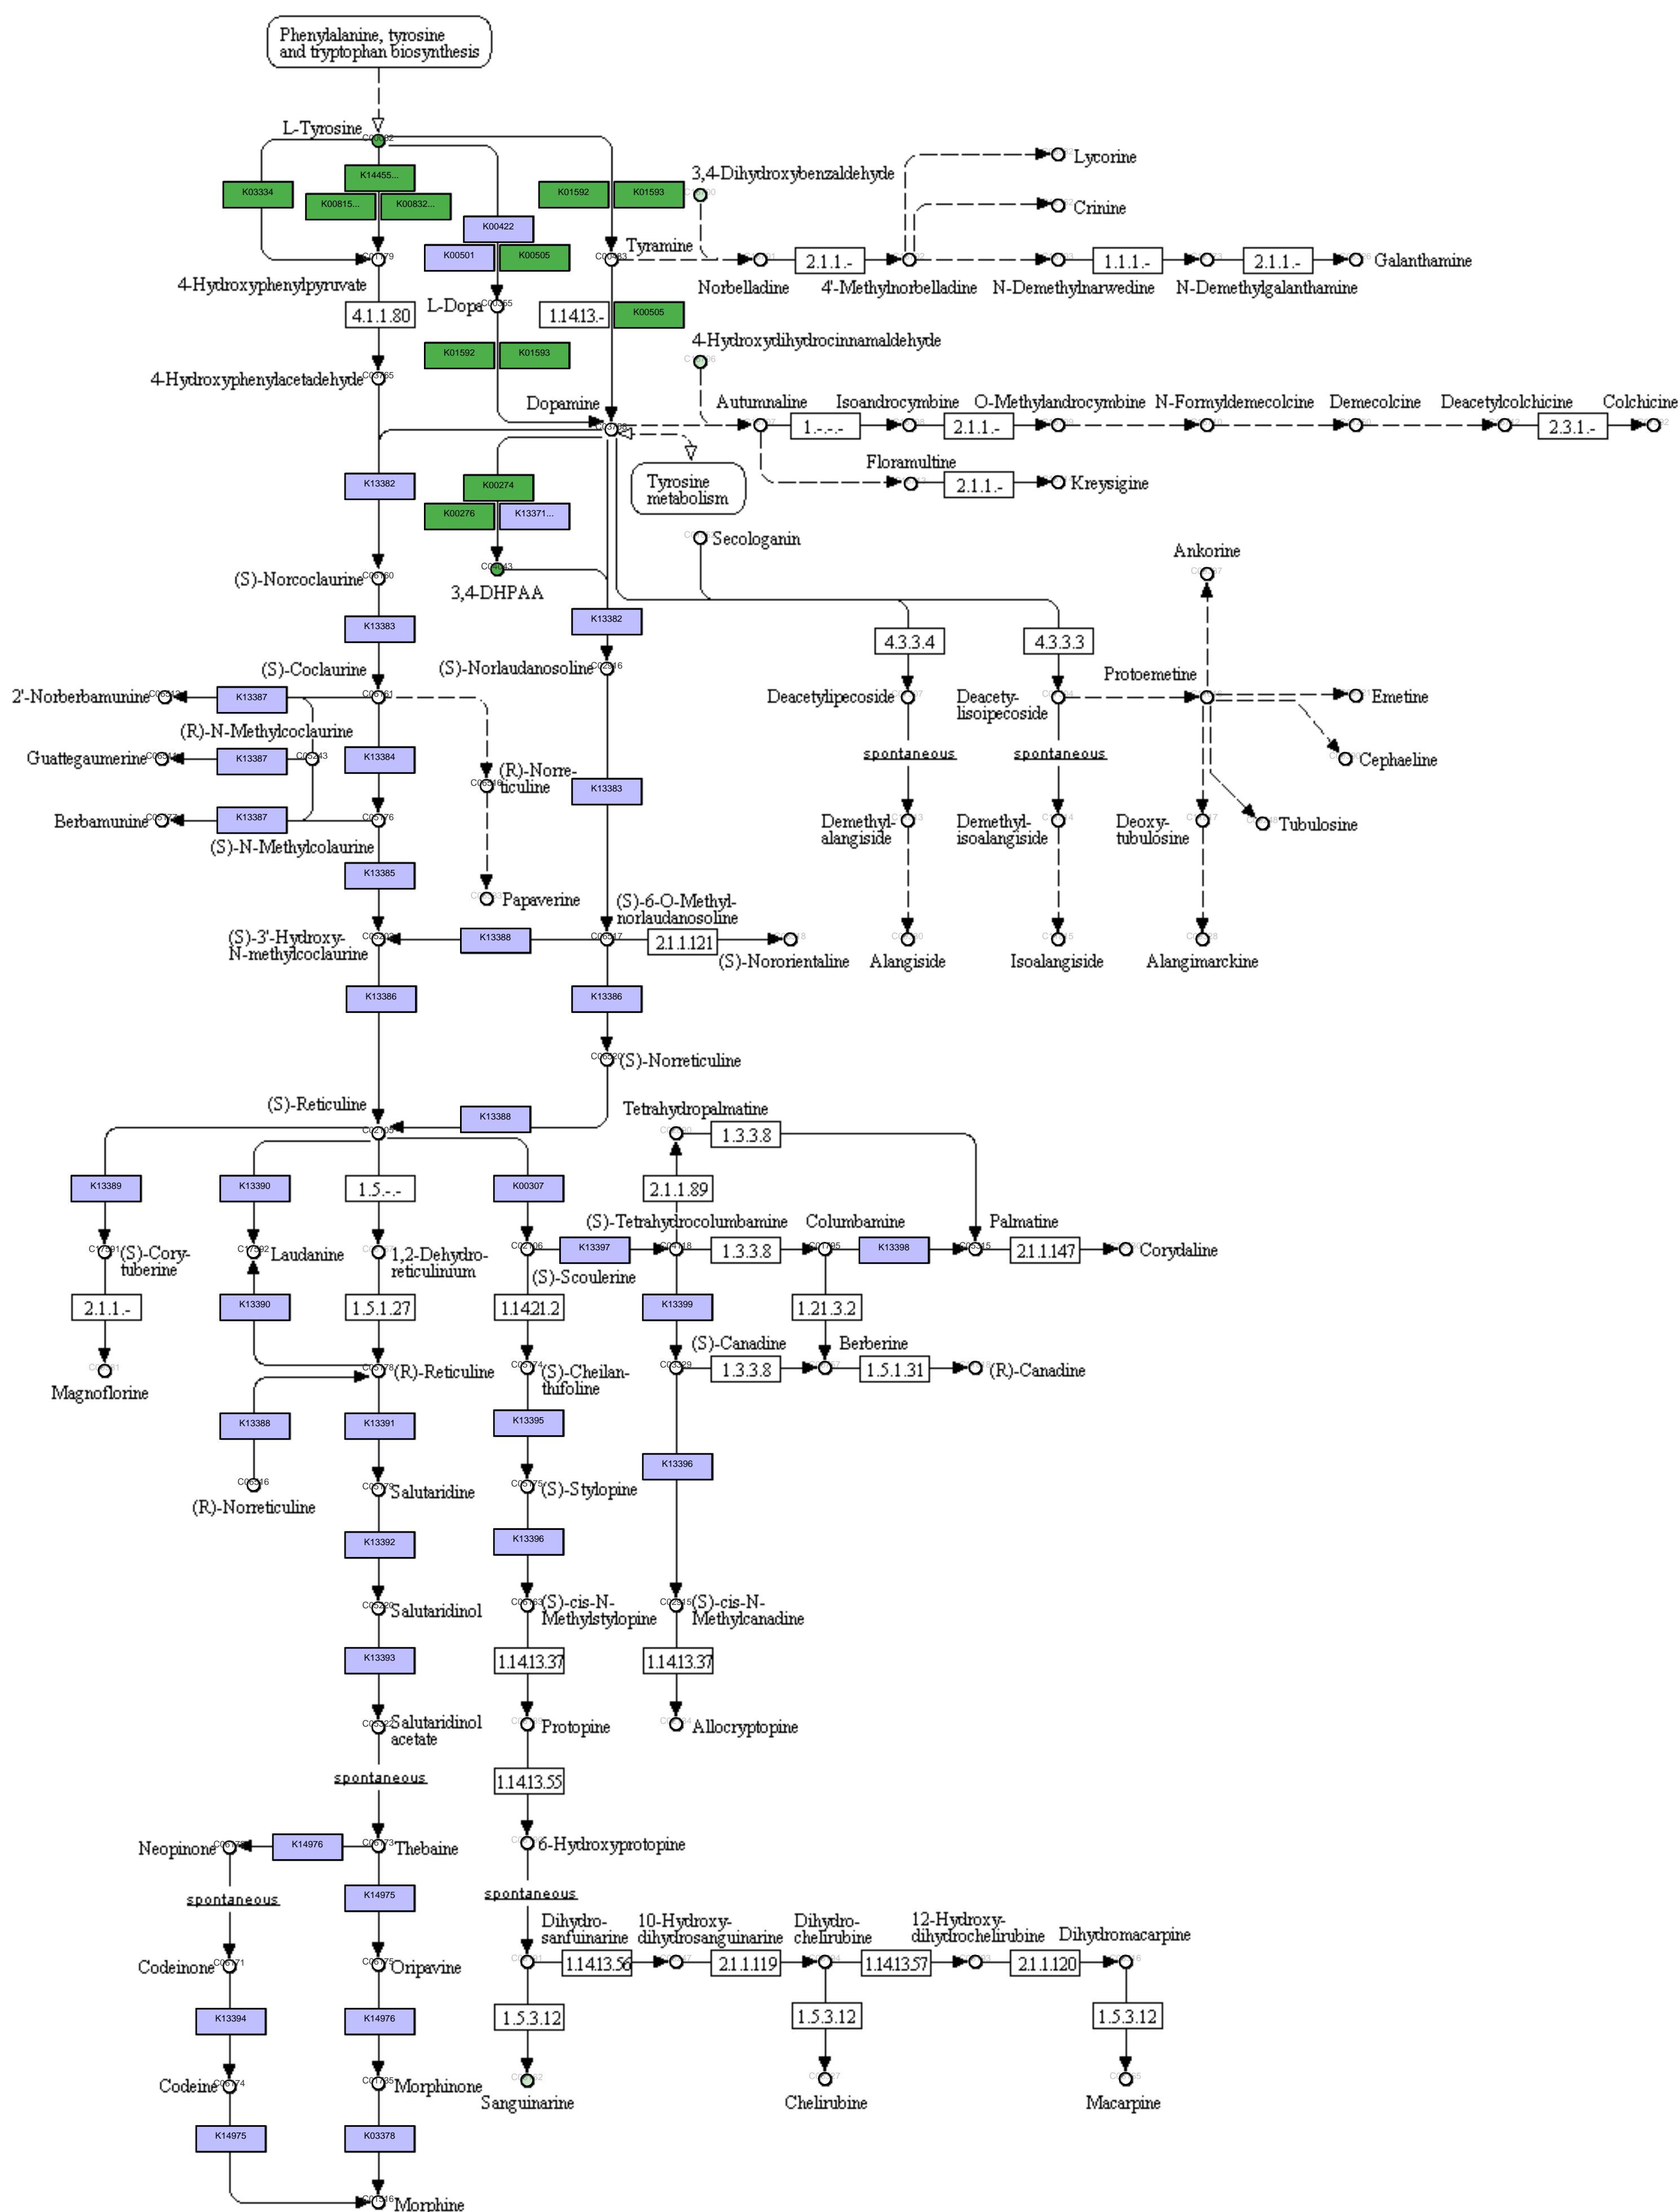 Phenylalanine, tyrosine
and tryptophan biosynthesis
L-Tyrosine
K03334
K14455...
K00815...
K00832...
K01592
K01593
3,4-Dihydroxybenzaldehyde
Lycorine
Crinine
K00422
K00501
K00505
Tyramine
4-Hydroxyphenylpyruvate
Norbelladine
2.1.1.-
4'-Methylnorbelladine
N-Demethylnarwedine
1.1.1.-
N-Demethylgalanthamine
2.1.1.-
Galanthamine
4.1.1.80
L-Dopa
1.14.13.-
K00505
K01592
K01593
4-Hydroxydihydrocinnamaldehyde
4-Hydroxyphenylacetadehyde
Dopamine
Autumnaline
1.-.-.-
Isoandrocymbine
2.1.1.-
O-Methylandrocymbine
N-Formyldemecolcine
Demecolcine
Deacetylcolchicine
2.3.1.-
Colchicine
Tyrosine
metabolism
Floramultine
2.1.1.-
Kreysigine
K13382
K00274
K00276
K13371...
3,4-DHPAA
Secologanin
Ankorine
(S)-Norcoclaurine
K13383
K13382
4.3.3.4
4.3.3.3
(S)-Coclaurine
(S)-Norlaudanosoline
C02916
Protoemetine
2'-Norberbamunine
K13387
C06161
Deacetylipecoside
Deacety-
lisoipecoside
Emetine
(R)-N-Methylcoclaurine
Guattegaumerine
K13387
K13384
(R)-Norre-
ticuline
K13383
spontaneous
spontaneous
Cephaeline
Berbamunine
K13387
C05176
(S)-N-Methylcolaurine
Demethyl-
alangiside
Demethyl-
isoalangiside
Deoxy-
tubulosine
Tubulosine
K13385
Papaverine
(S)-6-O-Methyl-
norlaudanosoline
(S)-3'-Hydroxy-
N-methylcoclaurine
K13388
C06517
2.1.1.121
(S)-Nororientaline
Alangiside
Isoalangiside
Alangimarckine
K13386
K13386
(S)-Norreticuline
(S)-Reticuline
K13388
Tetrahydropalmatine
1.3.3.8
K13389
K13390
1.5.-.-
K00307
2.1.1.89
(S)-Cory-
tuberine
Laudanine
1,2-Dehydro-
reticulinium
C02106
(S)-Scoulerine
K13397
(S)-Tetrahydrocolumbamine
1.3.3.8
Columbamine
K13398
Palmatine
2.1.1.147
Corydaline
2.1.1.-
K13390
1.5.1.27
1.14.21.2
K13399
1.21.3.2
Magnoflorine
(R)-Reticuline
(S)-Cheilan-
thifoline
(S)-Canadine
C03329
1.3.3.8
Berberine
1.5.1.31
(R)-Canadine
K13388
K13391
K13395
K13396
C06516
(R)-Norreticuline
Salutaridine
(S)-Stylopine
K13392
K13396
Salutaridinol
(S)-cis-N-
Methylstylopine
(S)-cis-N-
Methylcanadine
K13393
1.14.13.37
1.14.13.37
Salutaridinol
acetate
Protopine
Allocryptopine
spontaneous
1.14.13.55
Neopinone
K14976
C06173
Thebaine
6-Hydroxyprotopine
spontaneous
K14975
spontaneous
Codeinone
Oripavine
Dihydro-
sanfuinarine
1.14.13.56
10-Hydroxy-
dihydrosanguinarine
2.1.1.119
Dihydro-
chelirubine
1.14.13.57
12-Hydroxy-
dihydrochelirubine
2.1.1.120
Dihydromacarpine
K13394
K14976
1.5.3.12
1.5.3.12
1.5.3.12
Codeine
C06174
Morphinone
Sanguinarine
Chelirubine
Macarpine
K14975
K03378
Morphine